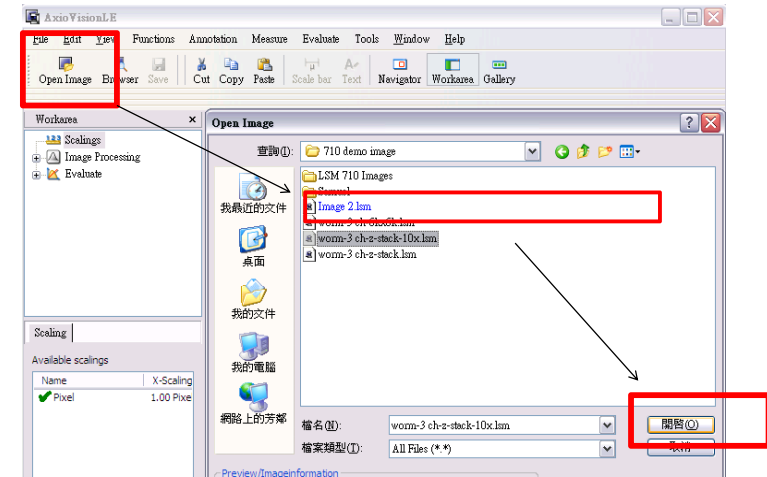 AxioVisionLE
File Edit View Functions Annotation Measure Evaluate Tools Window Help
Open Image Browser Save Cut Copy Paste Scale bar Text Navigator Workarea Gallery
Workarea
Scalings
Image Processing
Evaluate
Open Image
查詢(I): 710 demo image
LSM 710 Images
Samuel
Image 2.lsm
worm-3 ch-z-stack-10x.lsm
worm-3 ch-z-stack.lsm
我最近的文件
桌面
我的文件
我的電腦
網路上的芳鄰
Scaling
Available scalings
Name X-Scaling
Pixel 1.00 Pixe
檔名(N): worm-3 ch-z-stack-10x.lsm 開啟(O)
檔案類型(T): All Files (*.*) 取消
Preview/Imageinformation